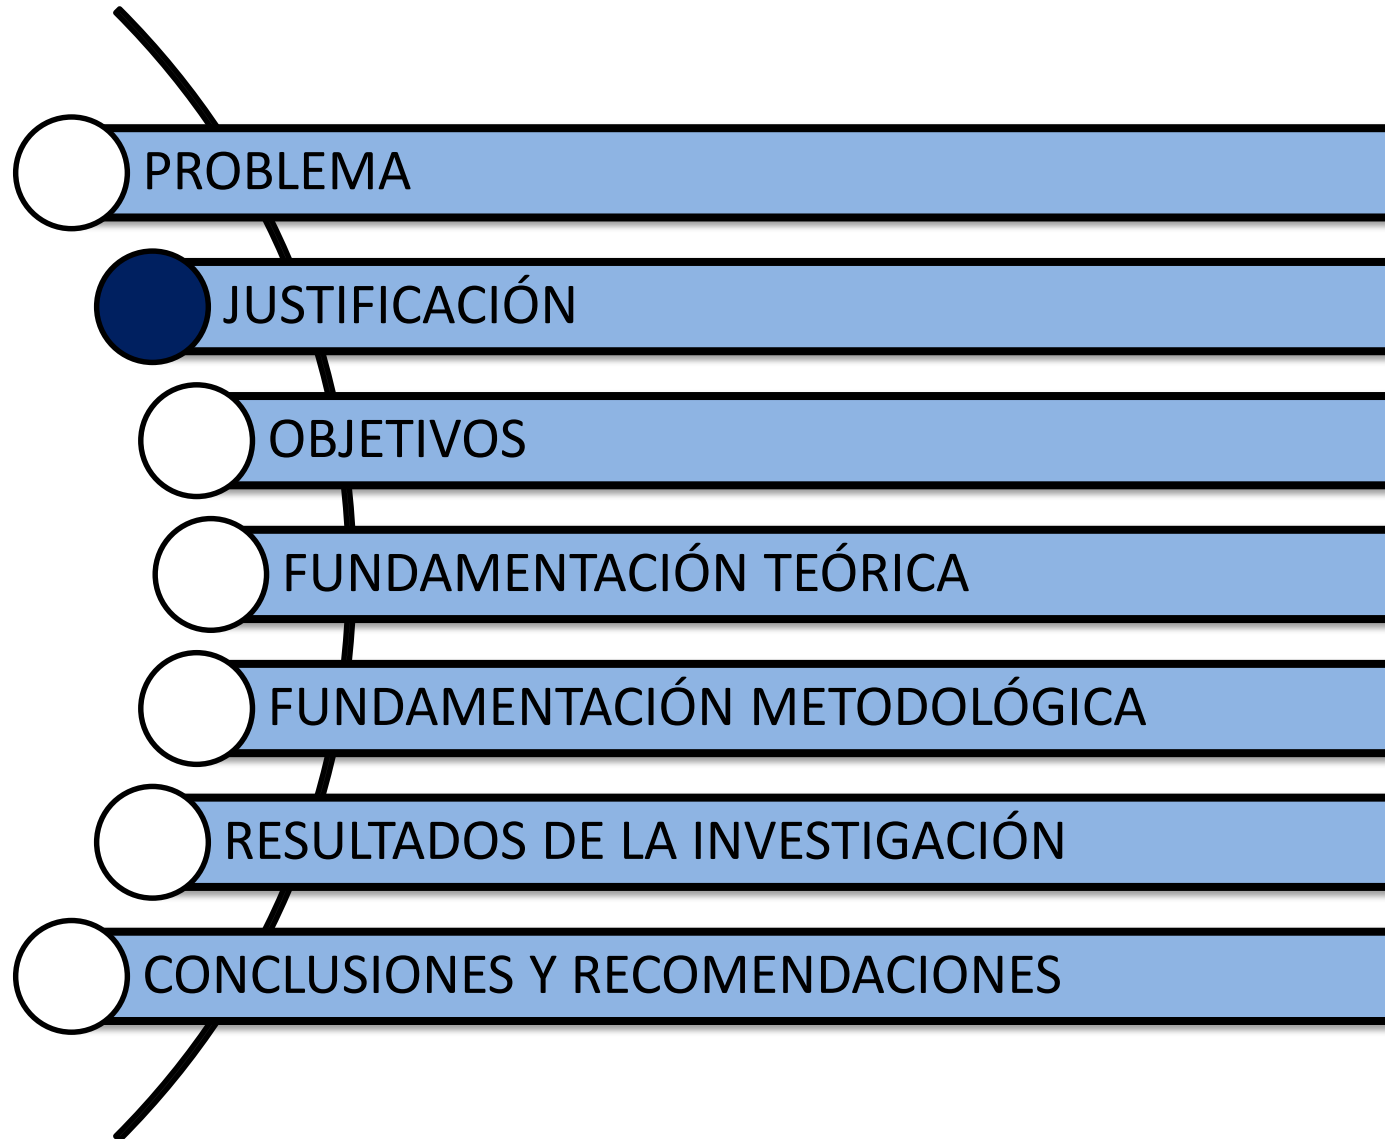 PROBLEMA
JUSTIFICACIÓN
OBJETIVOS
FUNDAMENTACIÓN TEÓRICA
FUNDAMENTACIÓN METODOLÓGICA
RESULTADOS DE LA INVESTIGACIÓN
CONCLUSIONES Y RECOMENDACIONES